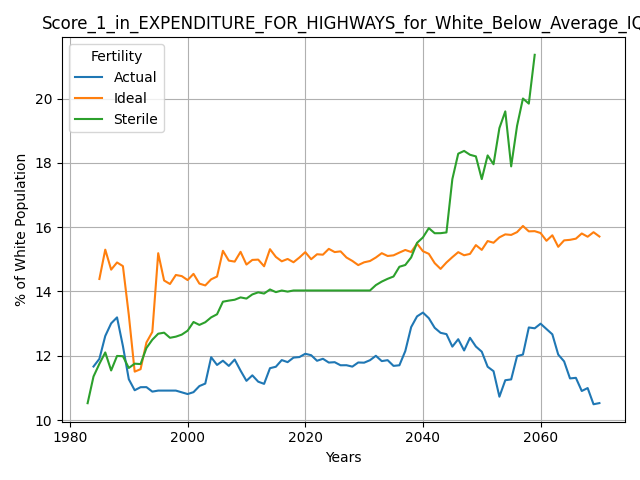 Score_1_in_EXPENDITURE_FOR_HIGHWAYS_for_White_Below_Average_IQ
Fertility
Actual
Ideal
Sterile
% of White Population
20
18
16
14
12
10
1980
2000
2020
2040
2060
Years